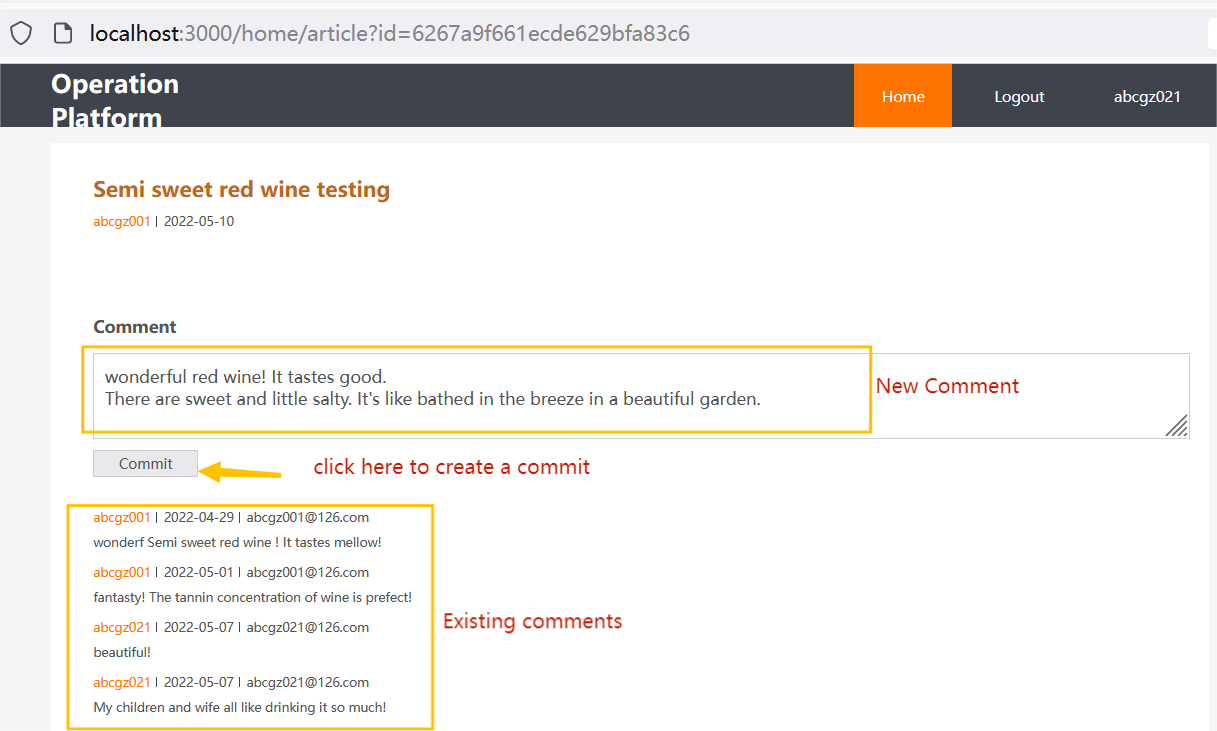 localhost:3000/home/article?id=6267a9f661ecde629bfa83c6
Operation
Platform
Home Logout abcgz021
Semi sweet red wine testing
abcgz001 | 2022-05-10
Comment
wonderful red wine! It tastes good.
There are sweet and little salty. It's like bathed in the breeze in a beautiful garden.
New Comment
Commit
click here to create a commit
abcgz001 | 2022-04-29 | abcgz001@126.com
wonderf Semi sweet red wine ! It tastes mellow!
abcgz001 | 2022-05-01 | abcgz001@126.com
fantasty! The tannin concentration of wine is prefect!
abcgz021 | 2022-05-07 | abcgz021@126.com
Existing comments
beautiful!
abcgz021 | 2022-05-07 | abcgz021@126.com
My children and wife all like drinking it so much!